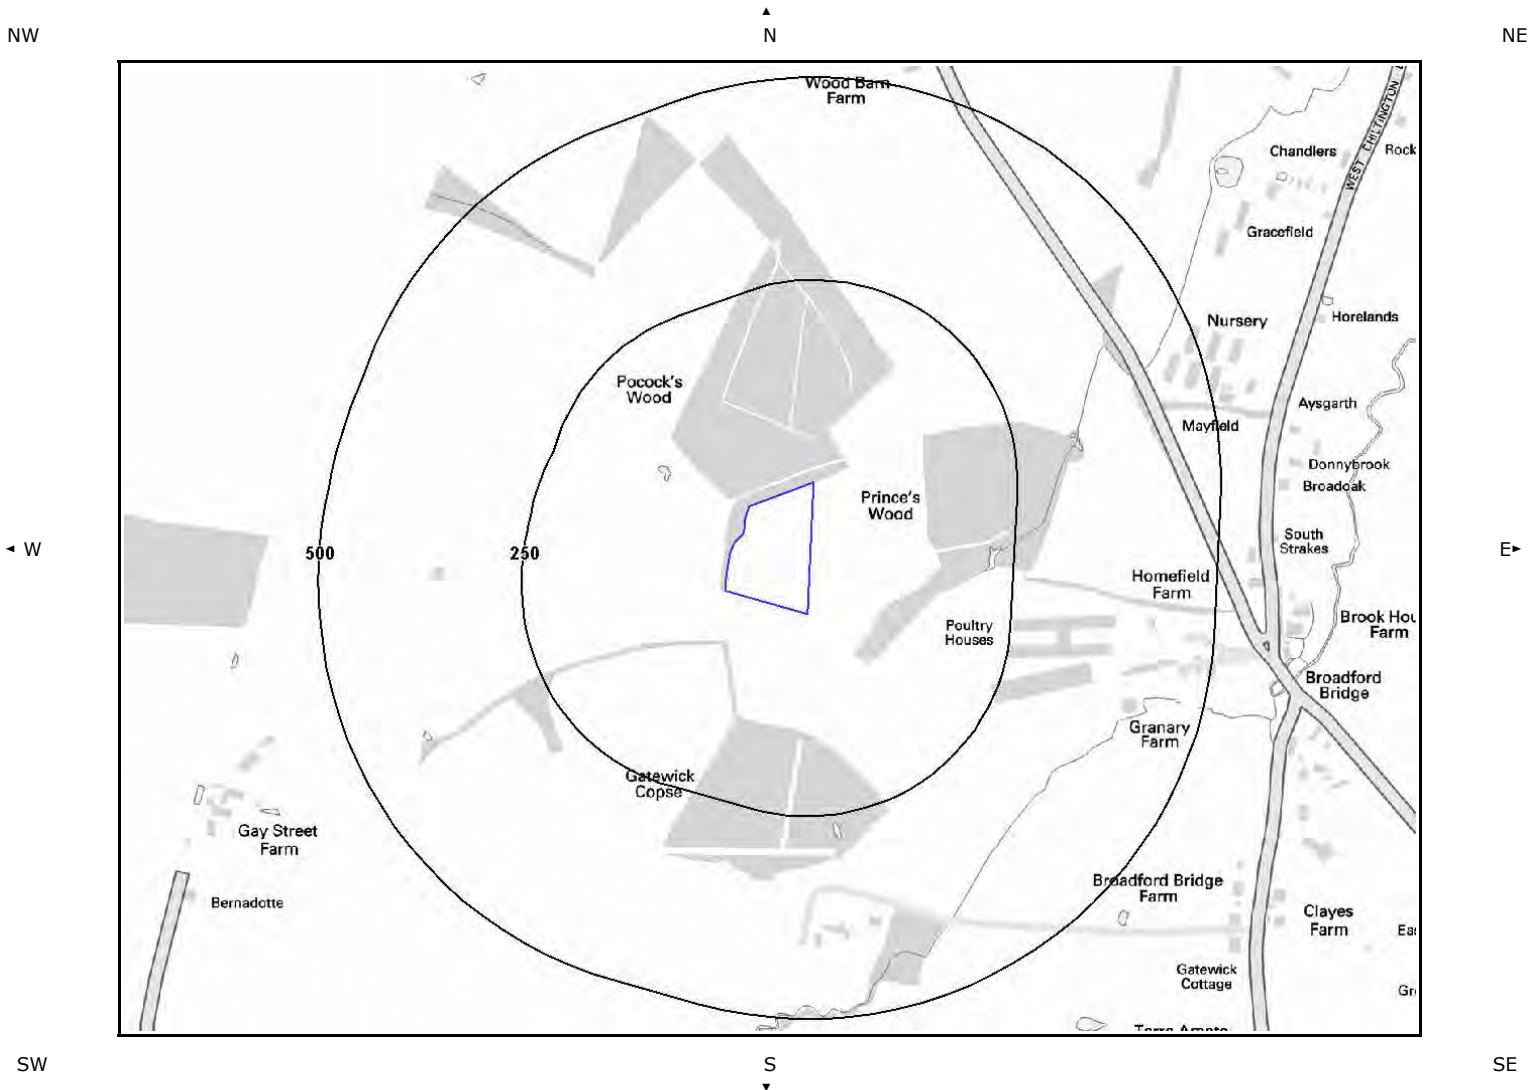 NW
N
NE
Wood Barn
Farm
WEST CHILTINGTON
Chandlers
Rock
Gracefield
Nursery
Horelands
Pocock's
Wood
Aysgarth
Mayfield
Donnybrook
Broadoak
Prince's
Wood
South
Strakes
W
500
250
E
Homefield
Farm
Poultry
Houses
Brook Hou
Farm
Broadford
Bridge
Granary
Farm
Gatewick
Copse
Gay Street
Farm
Bernadotte
Broadford Bridge
Farm
Clayes
Farm
Eas
Gatewick
Cottage
Gr
SW
S
SE